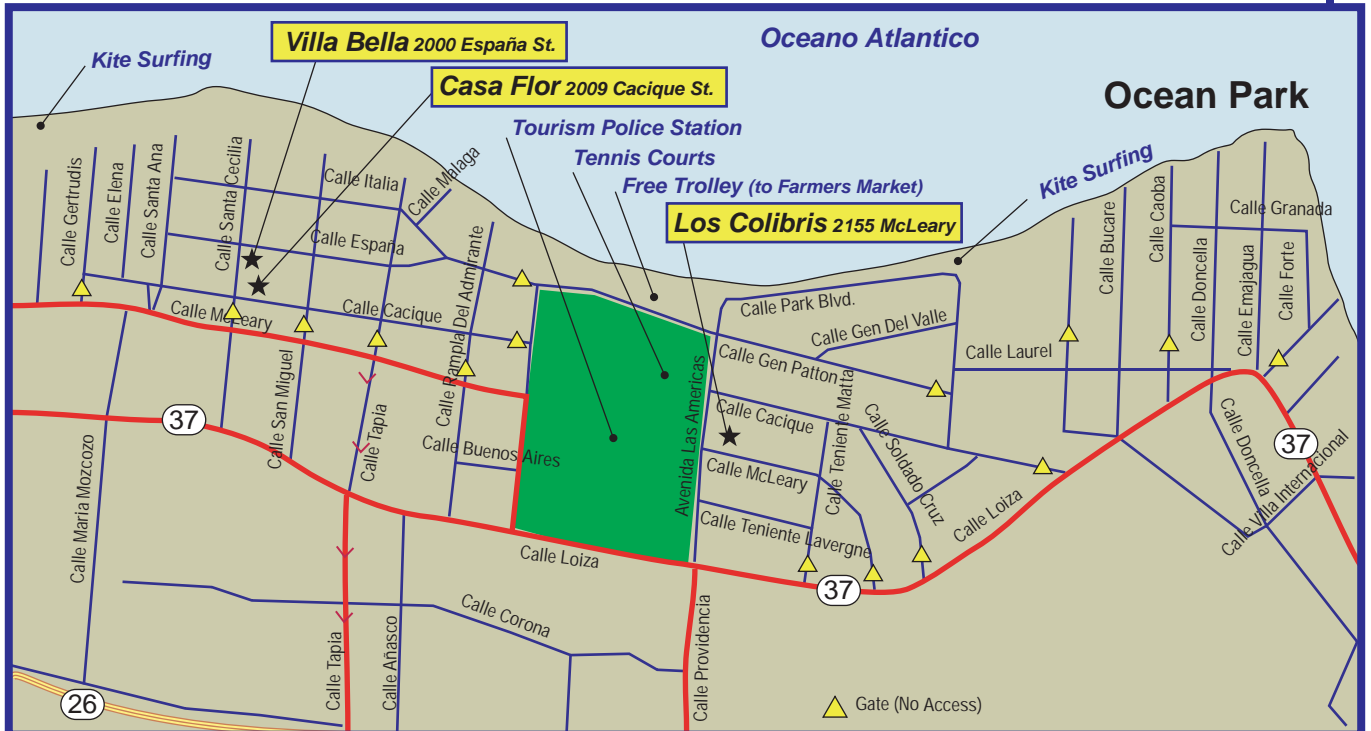 Oceano Atlantico
Ocean Park
Kite Surfing
Villa Bella 2000 España St.
Casa Flor 2009 Cacique St.
Tourism Police Station
Tennis Courts
Free Trolley (to Farmers Market)
Los Colibris 2155 McLeary
Kite Surfing
Calle Gertrudis
Calle Elena
Calle Santa Ana
Calle Santa Cecilia
Calle Italia
Calle Malaga
Calle España
Calle Cacique
Calle McLeary
Calle San Miguel
Calle Tapia
Calle Rampla Del Admirante
Calle Buenos Aires
Calle Maria Mozcozo
37
Avenida Las Americas
Calle Park Blvd.
Calle Gen Del Valle
Calle Gen Patton
Calle Cacique
Calle McLeary
Calle Teniente Matta
Calle Soldado Cruz
Calle Teniente Lavergne
Calle Laurel
Calle Bucare
Calle Caoba
Calle Doncella
Calle Emajagua
Calle Granada
Calle Forte
Calle Doncella
Calle Villa Internacional
37
Calle Loiza
Calle Loiza
37
Calle Corona
Calle Tapia
Calle Añasco
Calle Providencia
26
Gate (No Access)